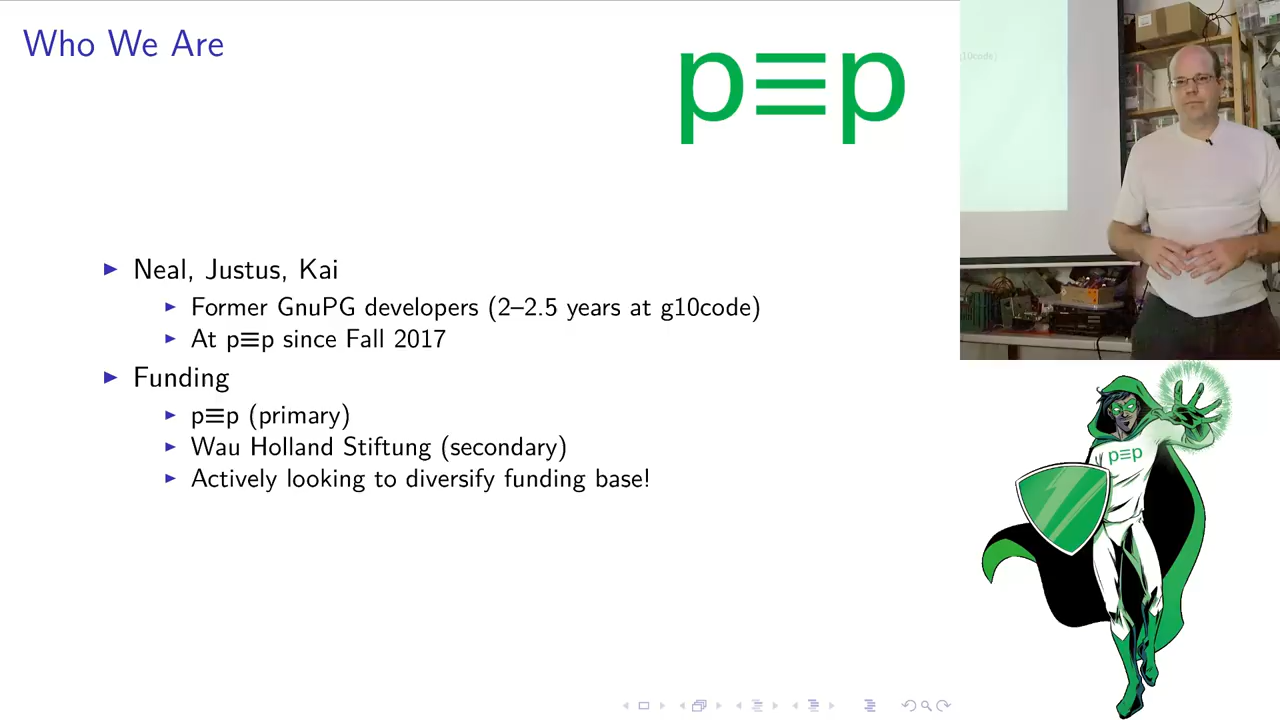 Who We Are
p≡p
g10code)
Neal, Justus, Kai
Former GnuPG developers (2–2.5 years at g10code)
At p≡p since Fall 2017
Funding
p≡p (primary)
Wau Holland Stiftung (secondary)
Actively looking to diversify funding base!
p≡p